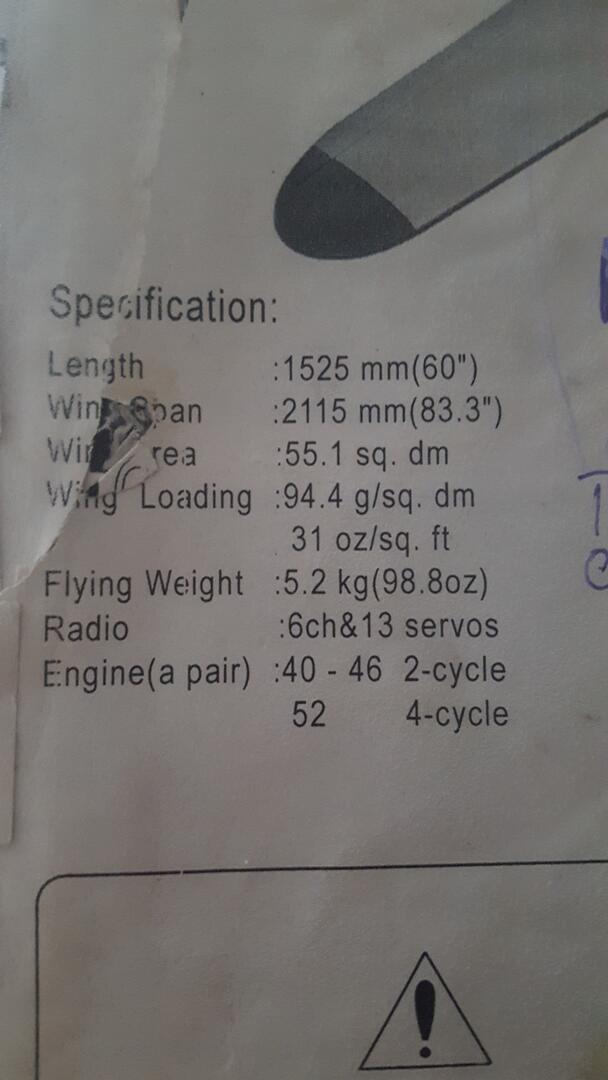 Specification:
Length :1525 mm(60")
Wing Span :2115 mm(83.3")
:55.1 sq. dm
Wing Loading :94.4 g/sq. dm
31 oz/sq. ft
Flying Weight :5.2 kg(98.8oz)
Radio :6ch&13 servos
Engine(a pair) :40 - 46 2-cycle
52 4-cycle